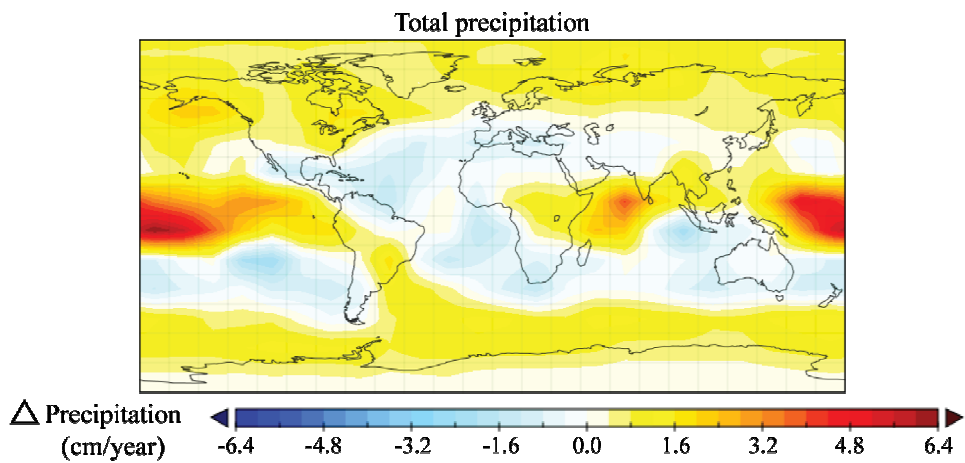 Total precipitation
△ Precipitation
(cm/year)
-6.4 -4.8 -3.2 -1.6 0.0 1.6 3.2 4.8 6.4